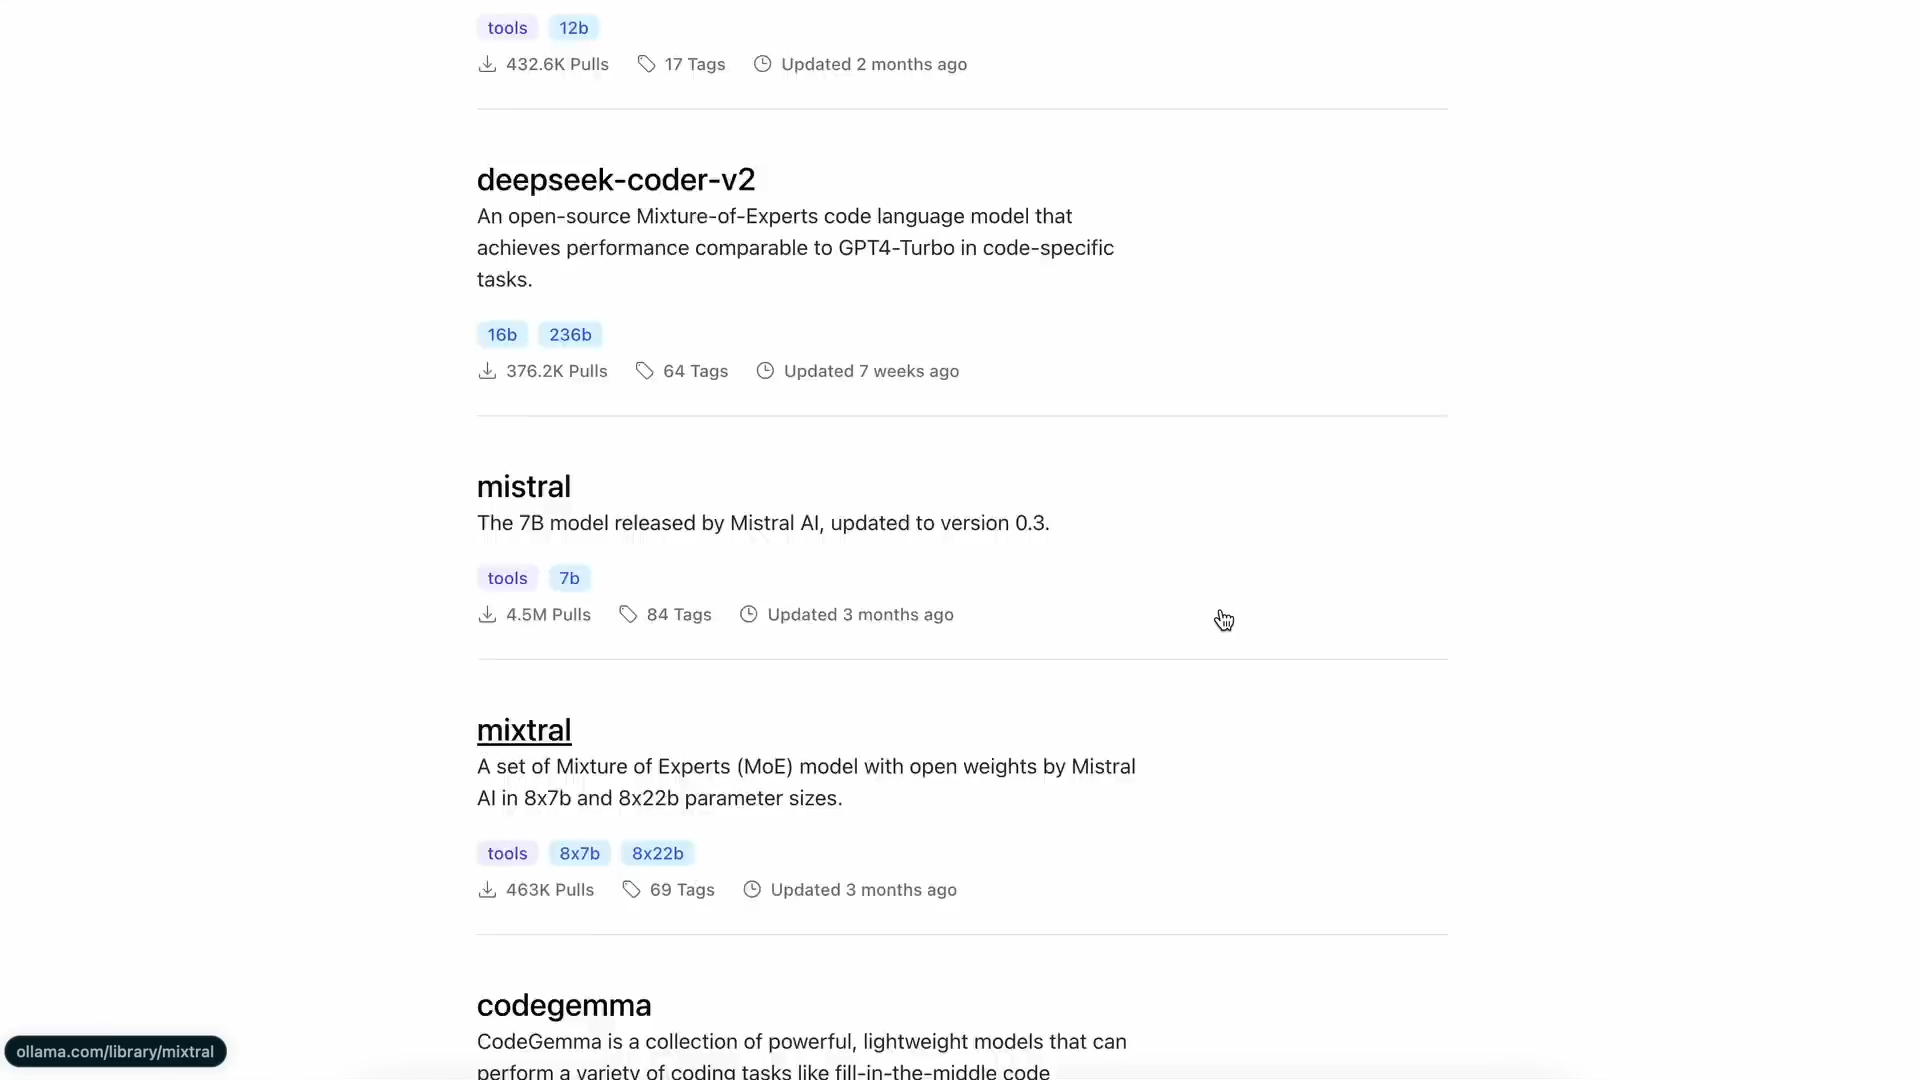 tools 12b
432.6K Pulls 17 Tags Updated 2 months ago
deepseek-coder-v2
An open-source Mixture-of-Experts code language model that
achieves performance comparable to GPT4-Turbo in code-specific
tasks.
16b 236b
376.2K Pulls 64 Tags Updated 7 weeks ago
mistral
The 7B model released by Mistral AI, updated to version 0.3.
tools 7b
4.5M Pulls 84 Tags Updated 3 months ago
mixtral
A set of Mixture of Experts (MoE) model with open weights by Mistral
AI in 8x7b and 8x22b parameter sizes.
tools 8x7b 8x22b
463K Pulls 69 Tags Updated 3 months ago
codegemma
CodeGemma is a collection of powerful, lightweight models that can
perform a variety of coding tasks like fill-in-the-middle code
ollama.com/library/mixtral